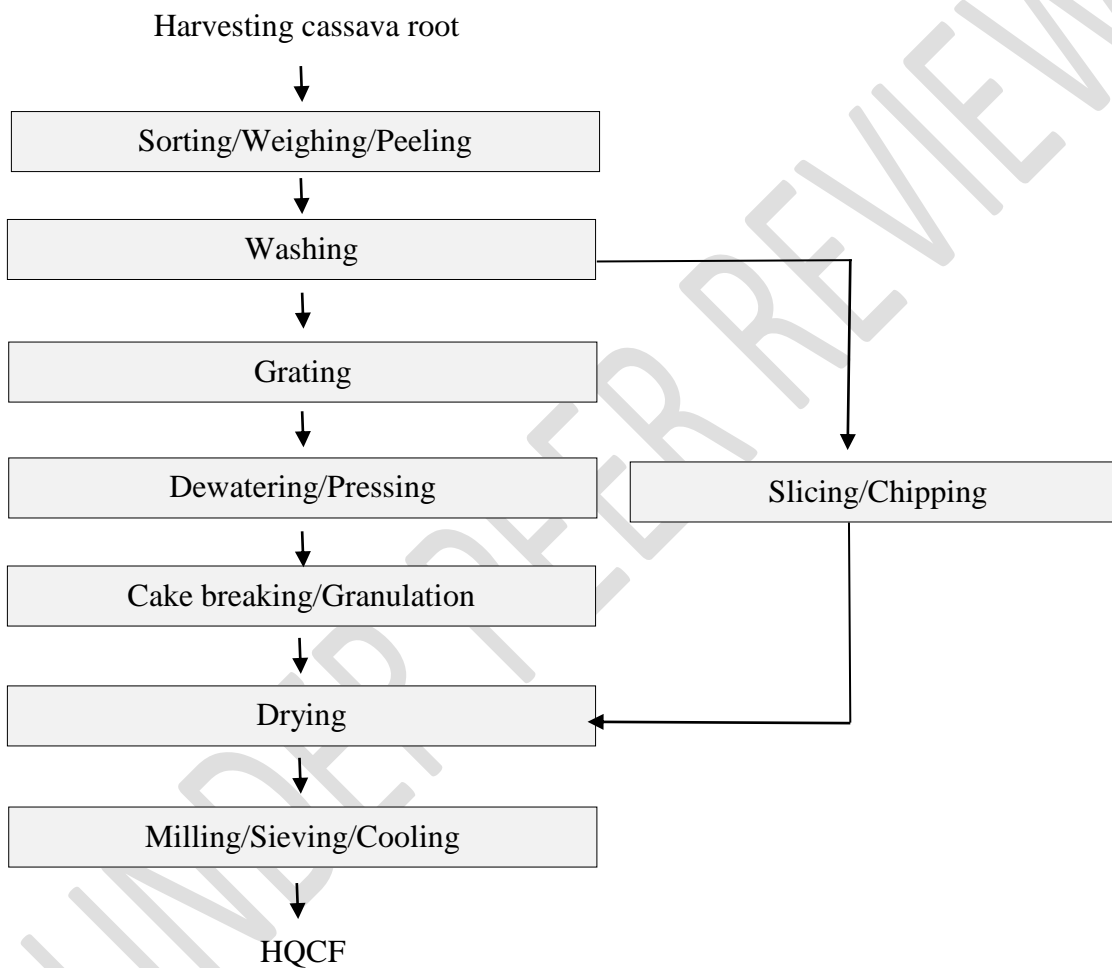 Harvesting cassava root
Sorting/Weighing/Peeling
Washing
Grating
Dewatering/Pressing
Slicing/Chipping
Cake breaking/Granulation
Drying
Milling/Sieving/Cooling
HQCF
UNDER PEER REVIEW